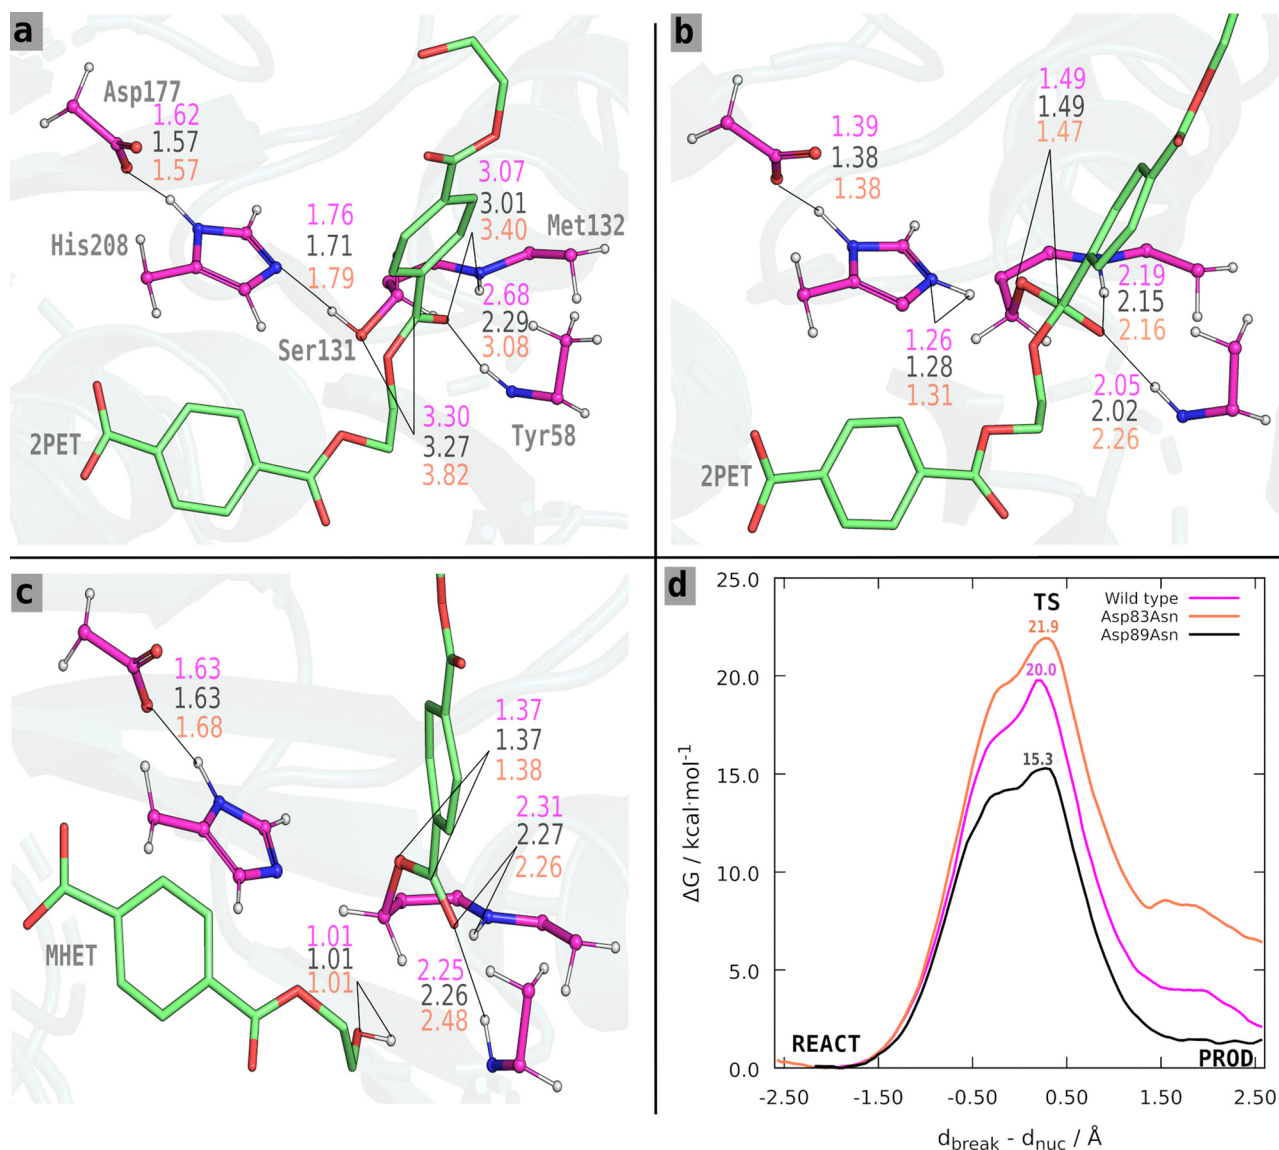 a
Asp177
1.62
1.57
1.57
His208
1.76
1.71
1.79
3.07
3.01
3.40
Met132
2.68
2.29
3.08
Ser131
Tyr58
3.30
3.27
3.82
2PET
b
1.49
1.49
1.47
1.39
1.38
1.38
2.19
2.15
2.16
1.26
1.28
1.31
2.05
2.02
2.26
2PET
c
1.63
1.63
1.68
1.37
1.37
1.38
2.31
2.27
2.26
MHET
1.01
1.01
1.01
2.25
2.26
2.48
d
25.0
20.0
15.0
10.0
5.0
0.0
ΔG / kcal·mol⁻¹
TS
21.9
20.0
15.3
Wild type
Asp83Asn
Asp89Asn
REACT
PROD
-2.50 -1.50 -0.50 0.50 1.50 2.50
d_break - d_nuc / Å